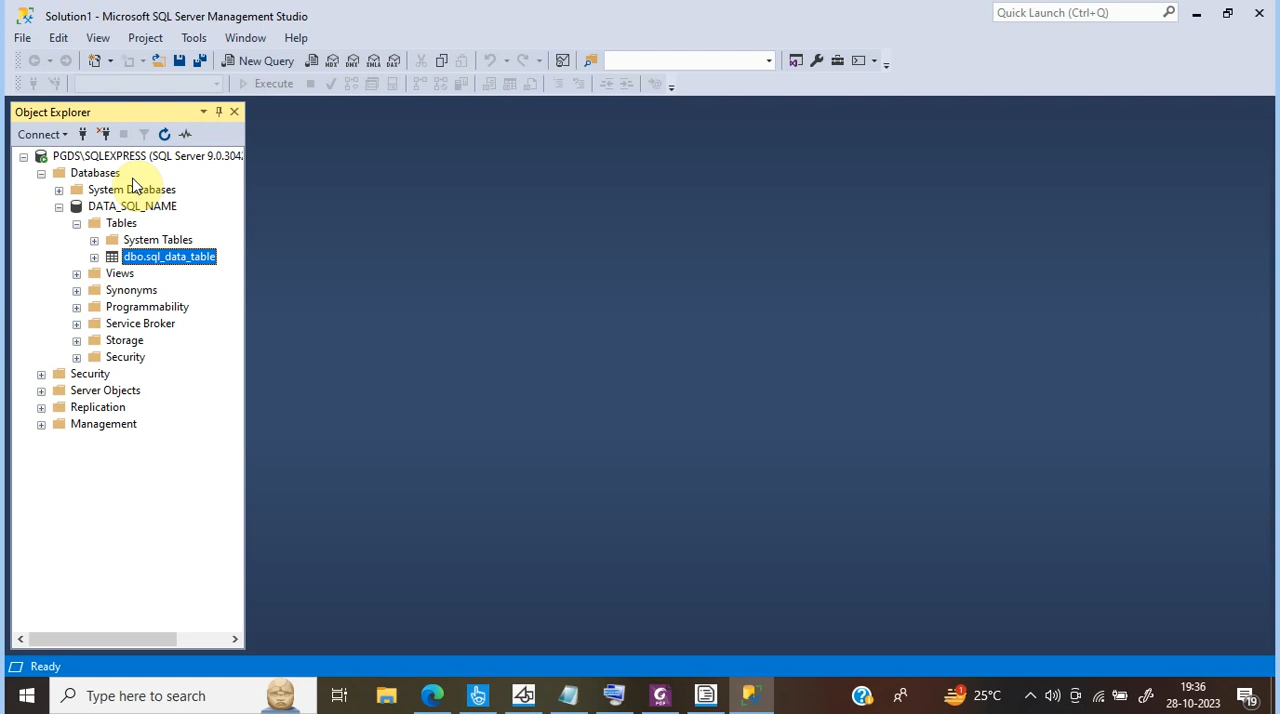 Solution1 - Microsoft SQL Server Management Studio
Quick Launch (Ctrl+Q)
File Edit View Project Tools Window Help
New Query
Execute
Object Explorer
Connect
PGDS\SQLEXPRESS (SQL Server 9.0.304
Databases
System Databases
DATA_SQL_NAME
Tables
System Tables
dbo.sql_data_table
Views
Synonyms
Programmability
Service Broker
Storage
Security
Security
Server Objects
Replication
Management
Ready
Type here to search
1
25°C
19:36
28-10-2023
19